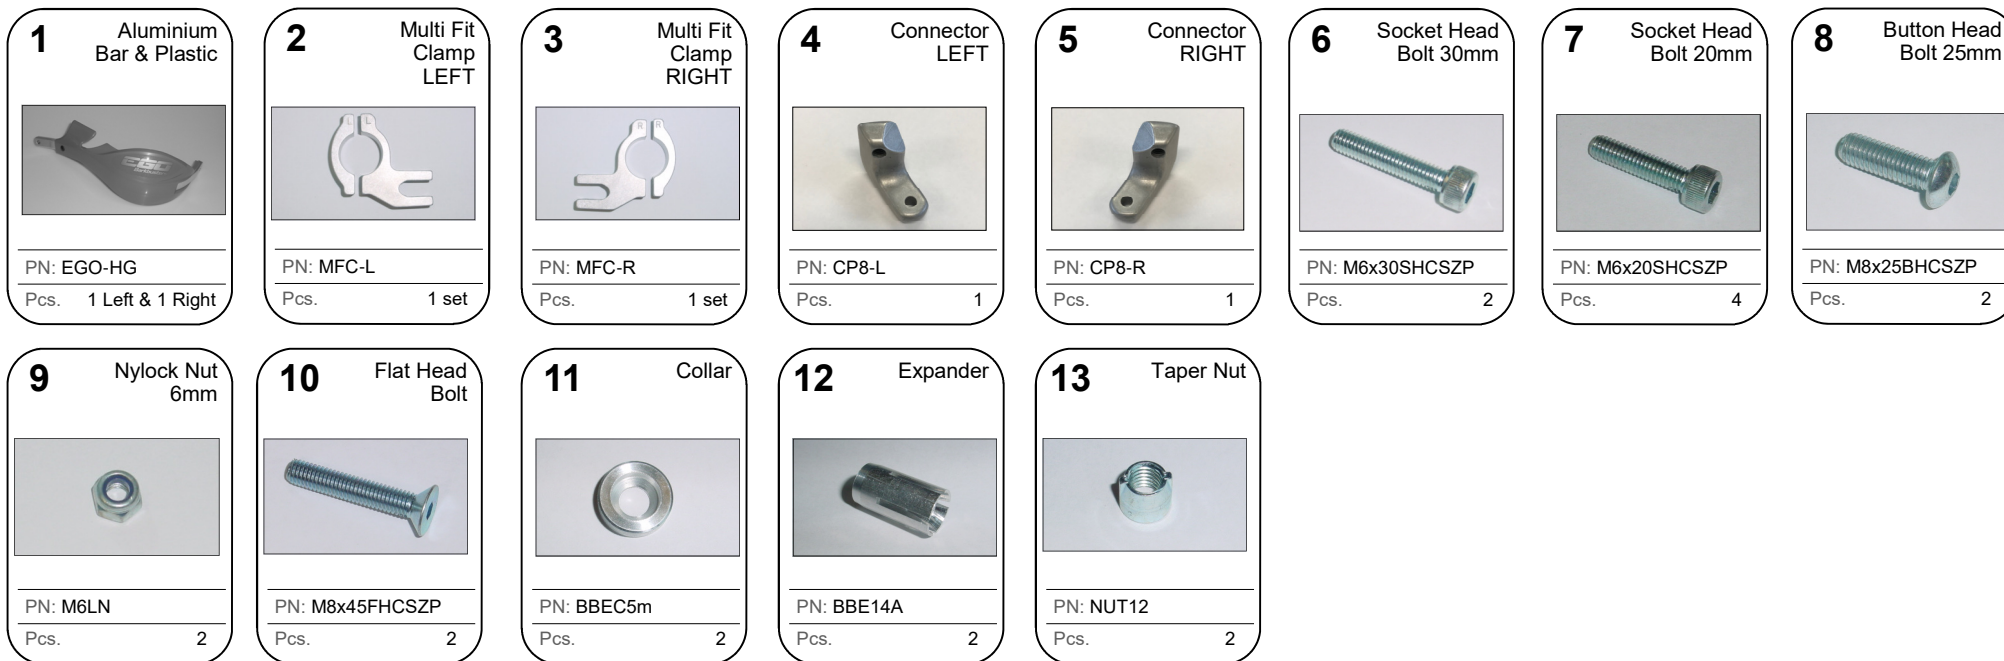 1
Aluminium
Bar & Plastic
EGO
PN: EGO-HG
Pcs. 1 Left & 1 Right
2
Multi Fit
Clamp
LEFT
L L
PN: MFC-L
Pcs. 1 set
3
Multi Fit
Clamp
RIGHT
R R
PN: MFC-R
Pcs. 1 set
4
Connector
LEFT
PN: CP8-L
Pcs. 1
5
Connector
RIGHT
PN: CP8-R
Pcs. 1
6
Socket Head
Bolt 30mm
PN: M6x30SHCSZP
Pcs. 2
7
Socket Head
Bolt 20mm
PN: M6x20SHCSZP
Pcs. 4
8
Button Head
Bolt 25mm
PN: M8x25BHCSZP
Pcs. 2
9
Nylock Nut
6mm
PN: M6LN
Pcs. 2
10
Flat Head
Bolt
PN: M8x45FHCSZP
Pcs. 2
11
Collar
PN: BBEC5m
Pcs. 2
12
Expander
PN: BBE14A
Pcs. 2
13
Taper Nut
PN: NUT12
Pcs. 2